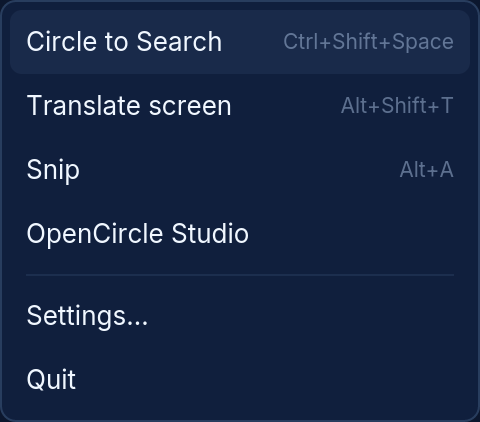 Circle to Search Ctrl+Shift+Space
Translate screen Alt+Shift+T
Snip Alt+A
OpenCircle Studio
Settings...
Quit